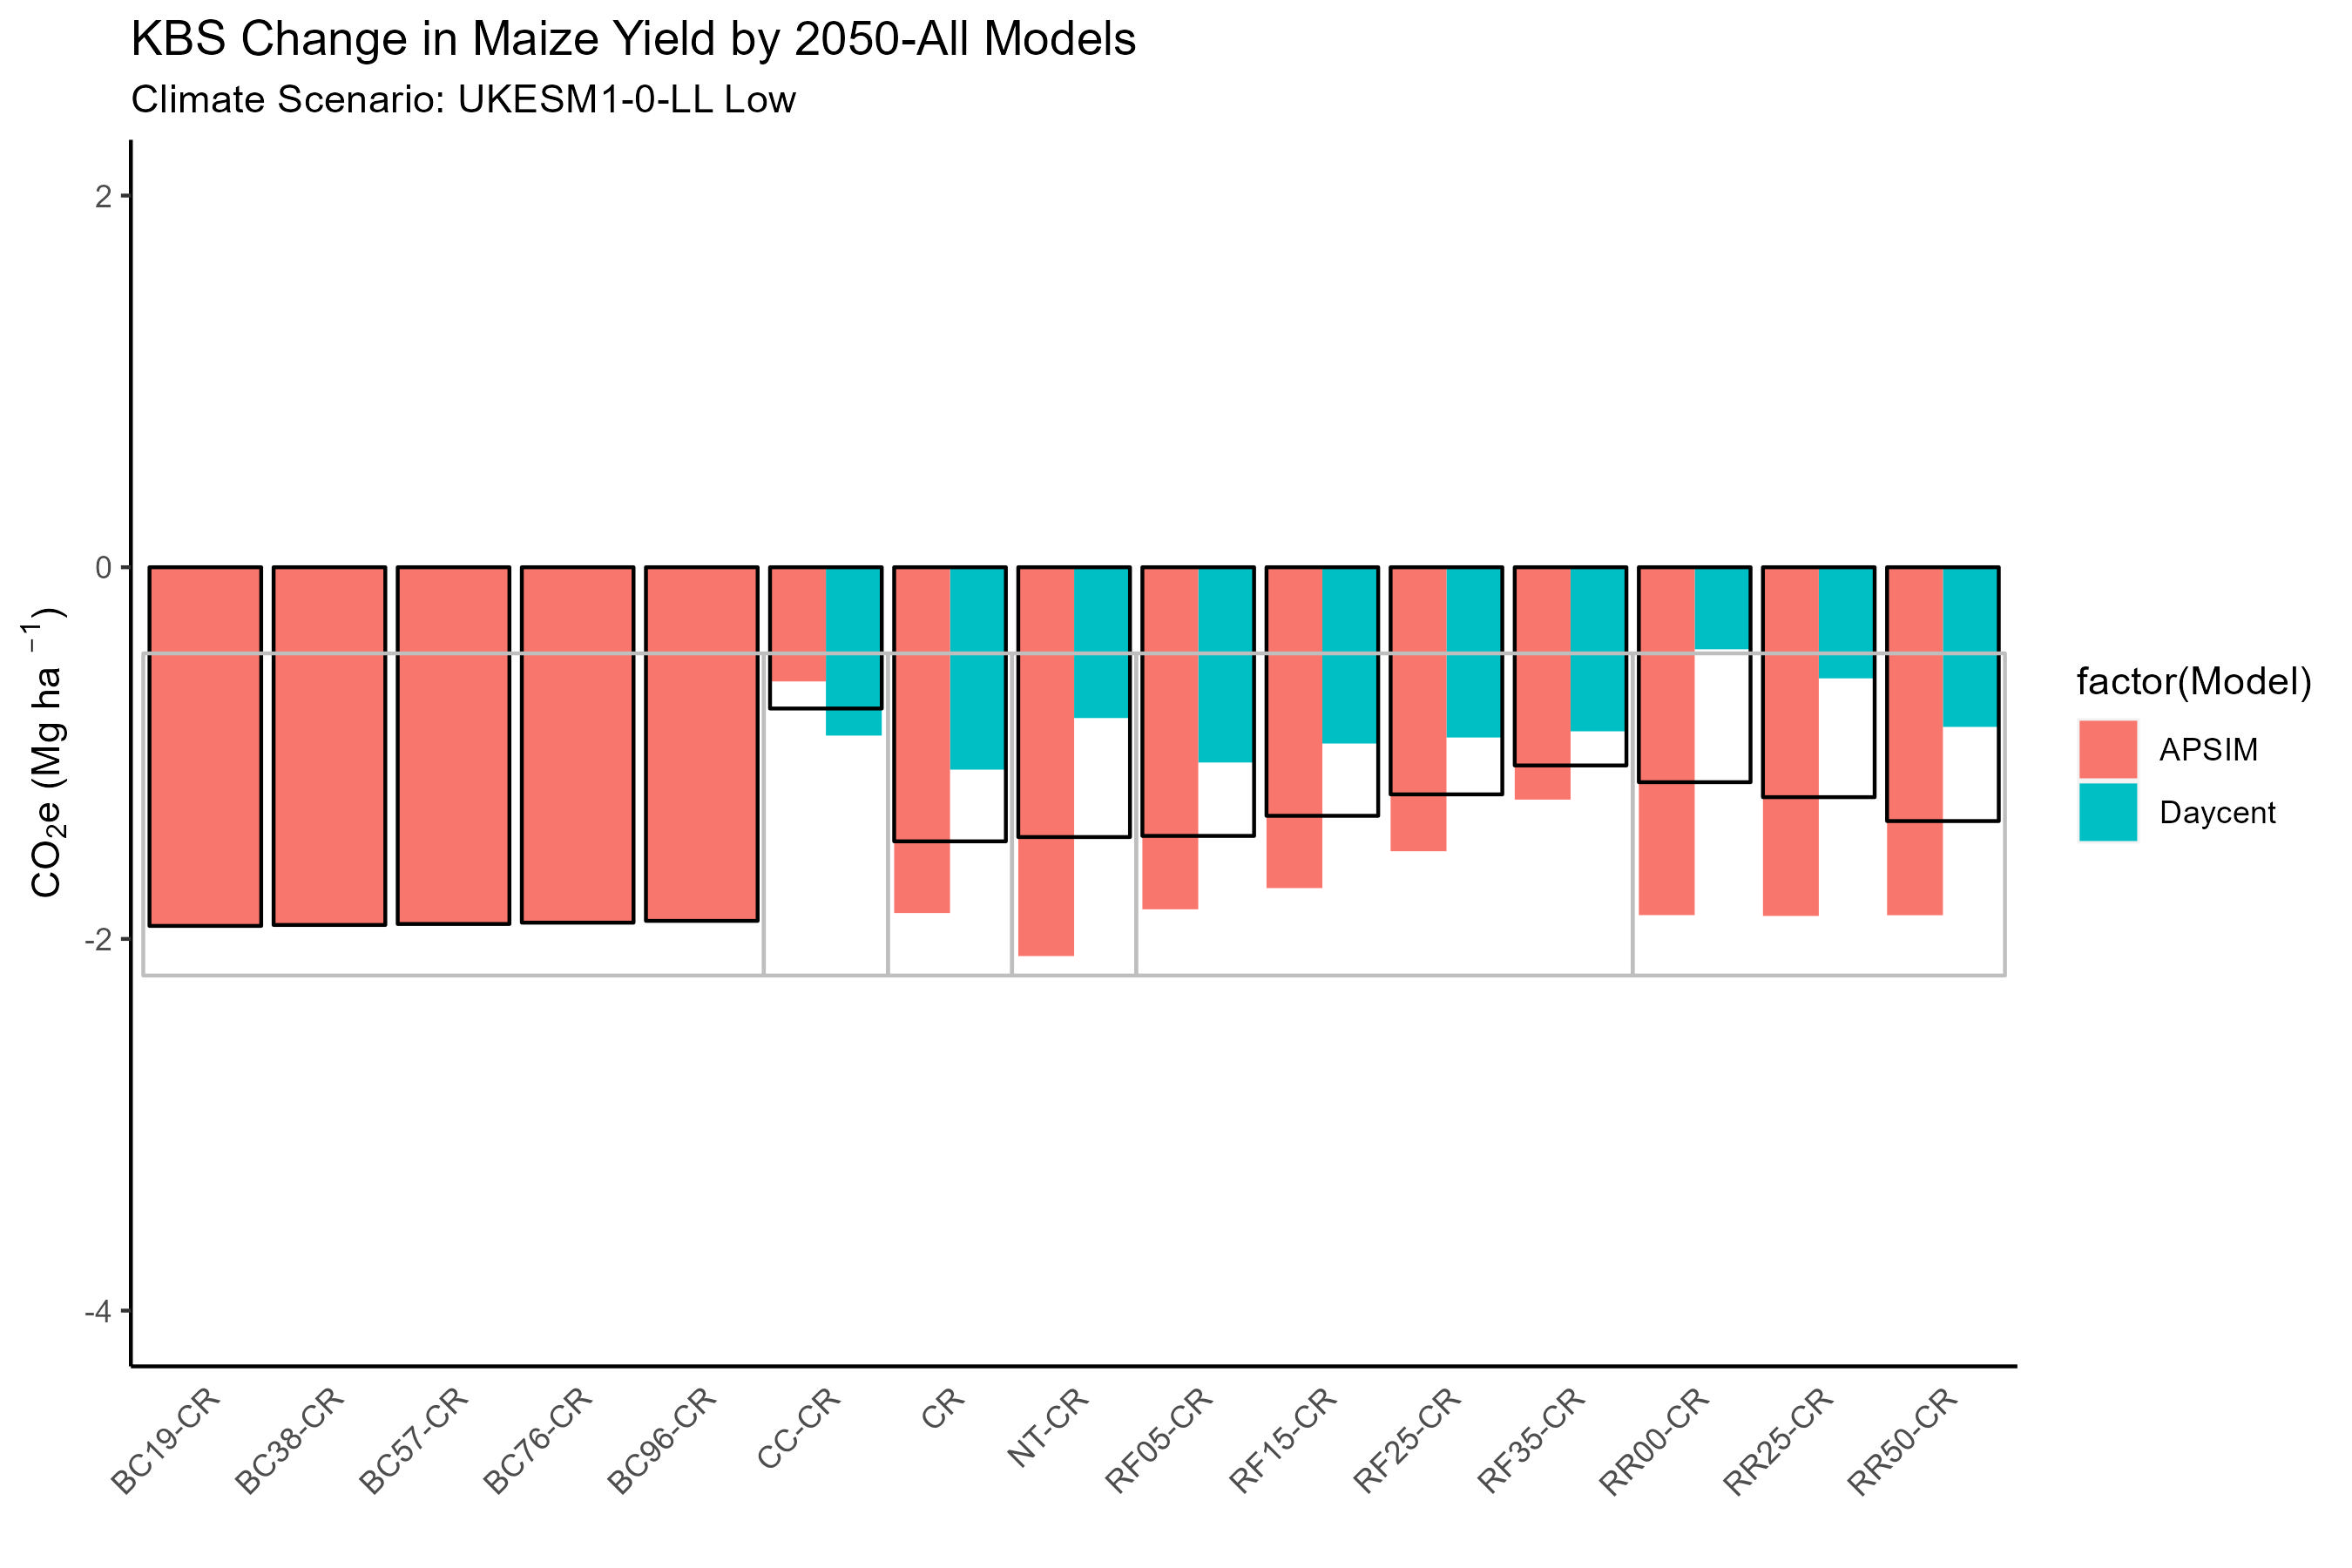 KBS Change in Maize Yield by 2050-All Models
Climate Scenario: UKESM1-0-LL Low
2
0
-2
-4
CO₂e (Mg ha ⁻¹)
BC19-CR
BC38-CR
BC57-CR
BC76-CR
BC96-CR
CC-CR
CR
NT-CR
RF05-CR
RF15-CR
RF25-CR
RF35-CR
RR00-CR
RR25-CR
RR50-CR
factor(Model)
APSIM
Daycent